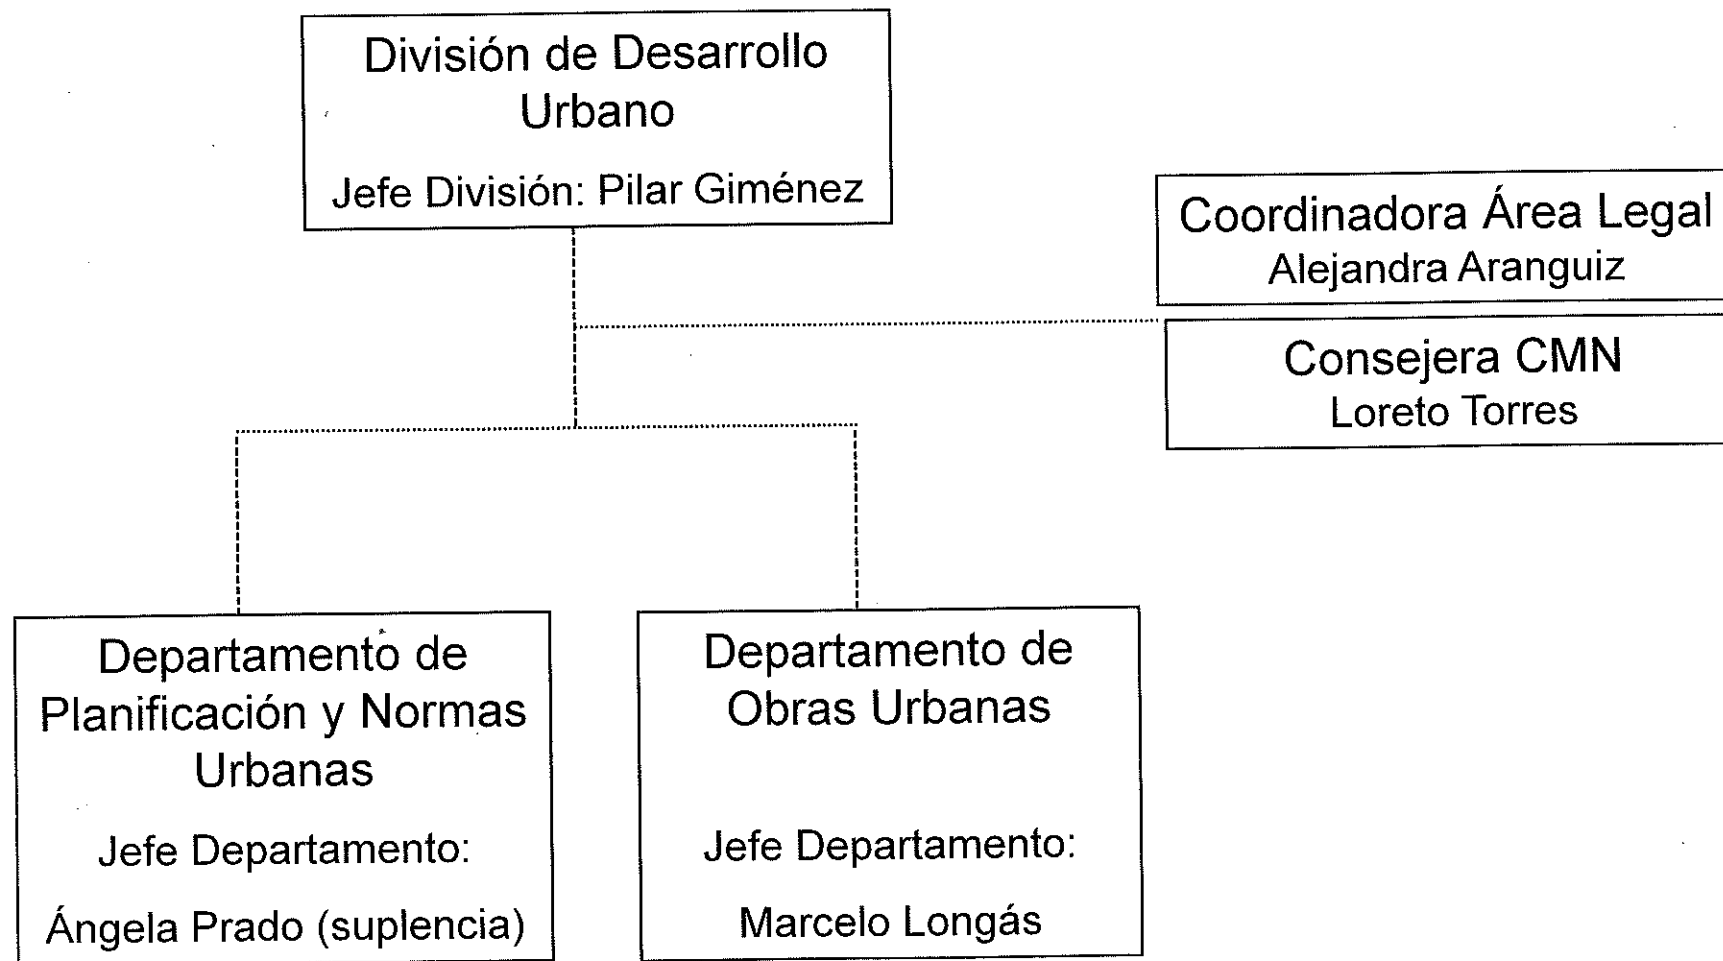 División de Desarrollo
Urbano
Jefe División: Pilar Giménez
Coordinadora Área Legal
Alejandra Aranguiz
Consejera CMN
Loreto Torres
Departamento de
Planificación y Normas
Urbanas
Jefe Departamento:
Ángela Prado (suplencia)
Departamento de
Obras Urbanas
Jefe Departamento:
Marcelo Longás